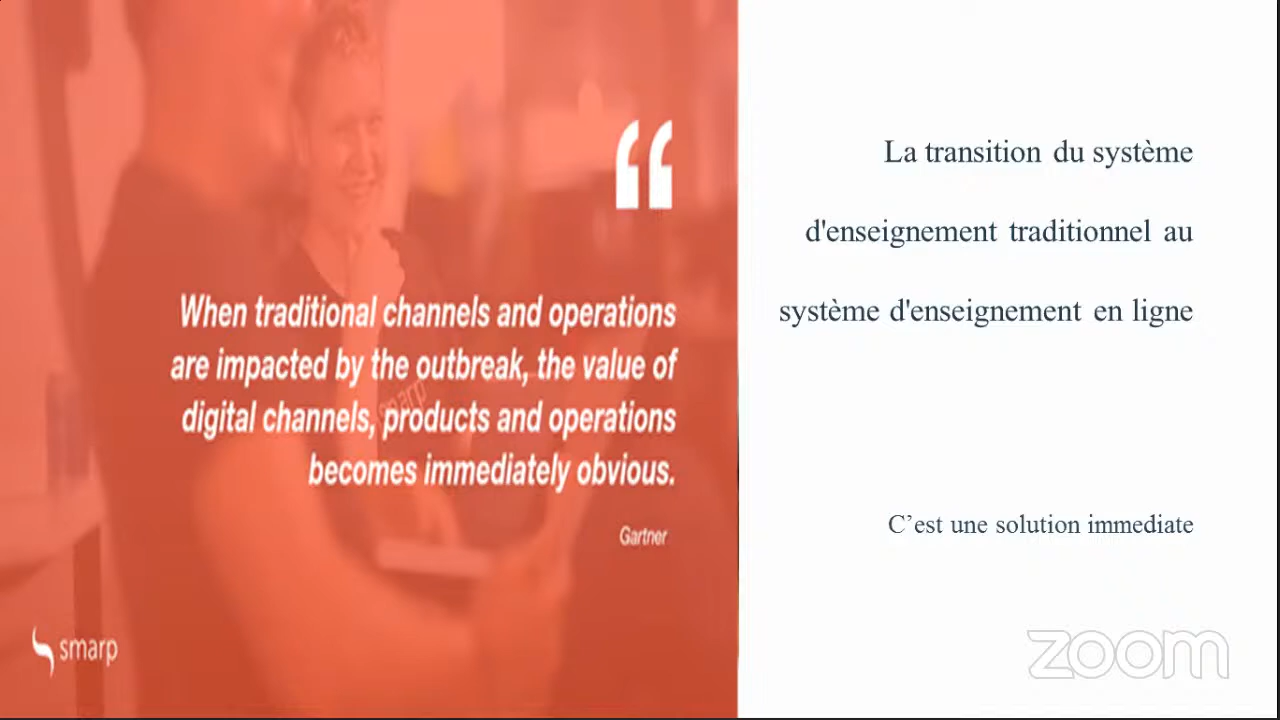 When traditional channels and operations
are impacted by the outbreak, the value of
digital channels, products and operations
becomes immediately obvious.
Gartner
smarp
smarp
La transition du système
d'enseignement traditionnel au
système d'enseignement en ligne
C’est une solution immediate
zoom